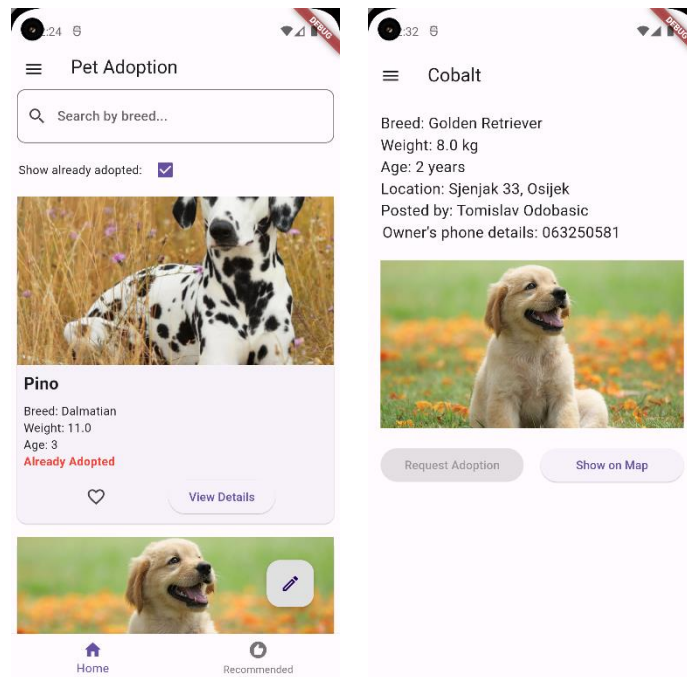 :24
DEBUG
Pet Adoption
Search by breed...
Show already adopted:
Pino
Breed: Dalmatian
Weight: 11.0
Age: 3
Already Adopted
View Details
Home
Recommended
:32
DEBUG
Cobalt
Breed: Golden Retriever
Weight: 8.0 kg
Age: 2 years
Location: Sjenjak 33, Osijek
Posted by: Tomislav Odobasic
Owner's phone details: 063250581
Request Adoption
Show on Map